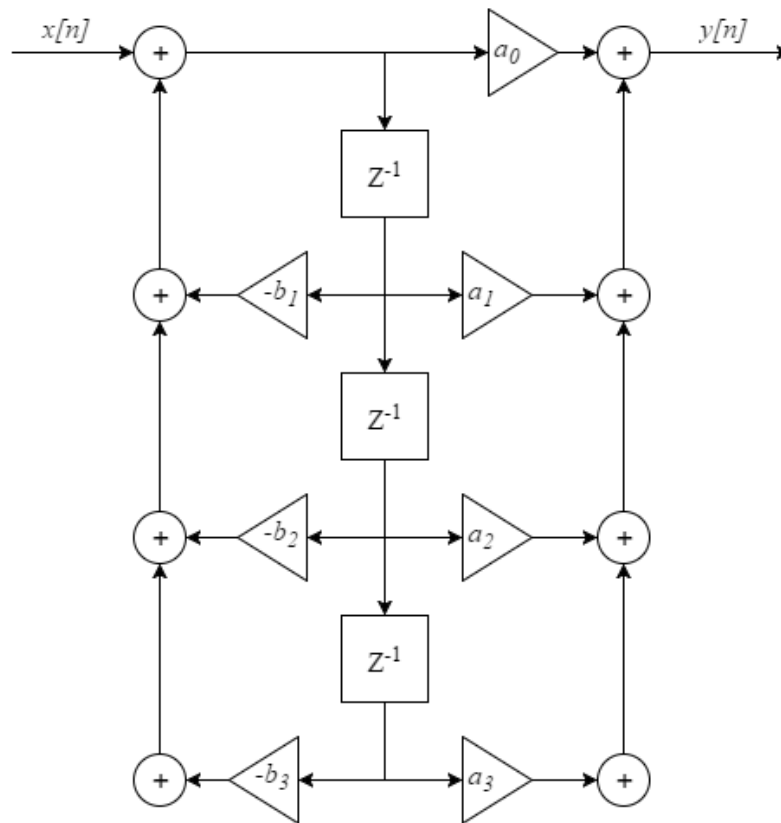 x[n] + a₀ + y[n]
Z⁻¹
+ -b₁ a₁ +
Z⁻¹
+ -b₂ a₂ +
Z⁻¹
+ -b₃ a₃ +